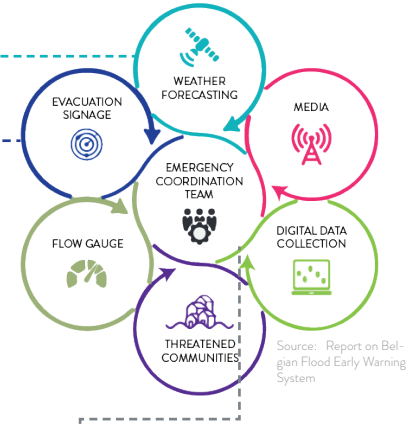 WEATHER
FORECASTING
EVACUATION
SIGNAGE
MEDIA
EMERGENCY
COORDINATION
TEAM
FLOW GAUGE
DIGITAL DATA
COLLECTION
THREATENED
COMMUNITIES
Source: Report on Bel-
gian Flood Early Warning
System